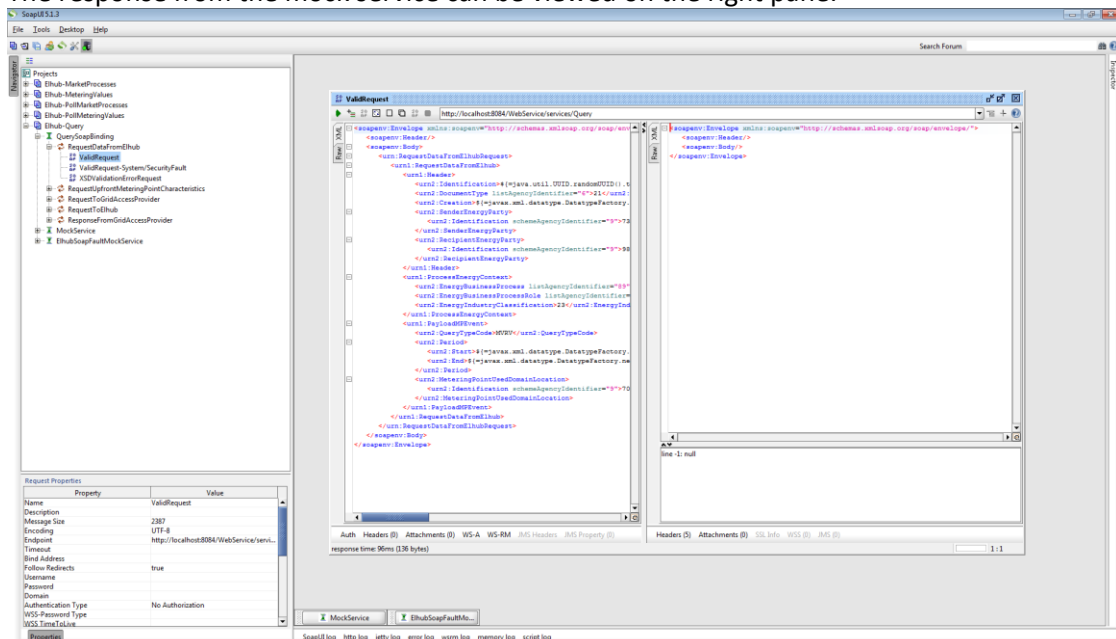 The response from the mock service can be viewed on the right panel
SoapUI 5.1.3
File Tools Desktop Help
Search Forum
Navigator
Inspector
Projects
Elhub-MarketProcesses
Elhub-MeteringValues
Elhub-PollMarketProcesses
Elhub-PollMeteringValues
Elhub-Query
QuerySoapBinding
RequestDataFromElhub
ValidRequest
ValidRequest-System/SecurityFault
XSDValidationErrorRequest
RequestUpfrontMeteringPointCharacteristics
RequestToGridAccessProvider
RequestToElhub
ResponseFromGridAccessProvider
MockService
ElhubSoapFaultMockService
ValidRequest
http://localhost:8084/WebService/services/Query
XML
Raw
<soapenv:Envelope xmlns:soapenv="http://schemas.xmlsoap.org/soap/env
<soapenv:Header/>
<soapenv:Body>
<urn:RequestDataFromElhubRequest>
<urn1:RequestDataFromElhub>
<urn1:Header>
<urn2:Identification>${=java.util.UUID.randomUUID().t
<urn2:DocumentType listAgencyIdentifier="6">21</urn2:
<urn2:Creation>${=javax.xml.datatype.DatatypeFactory.
<urn2:SenderEnergyParty>
<urn2:Identification schemeAgencyIdentifier="9">73
</urn2:SenderEnergyParty>
<urn2:RecipientEnergyParty>
<urn2:Identification schemeAgencyIdentifier="9">98
</urn2:RecipientEnergyParty>
</urn1:Header>
<urn1:ProcessEnergyContext>
<urn2:EnergyBusinessProcess listAgencyIdentifier="89"
<urn2:EnergyBusinessProcessRole listAgencyIdentifier=
<urn2:EnergyIndustryClassification>23</urn2:EnergyInd
</urn1:ProcessEnergyContext>
<urn1:PayloadMPEvent>
<urn2:QueryTypeCode>MVHV</urn2:QueryTypeCode>
<urn2:Period>
<urn2:Start>${=javax.xml.datatype.DatatypeFactory.
<urn2:End>${=javax.xml.datatype.DatatypeFactory.ne
</urn2:Period>
<urn2:MeteringPointUsedDomainLocation>
<urn2:Identification schemeAgencyIdentifier="9">70
</urn2:MeteringPointUsedDomainLocation>
</urn1:PayloadMPEvent>
</urn1:RequestDataFromElhub>
</urn:RequestDataFromElhubRequest>
</soapenv:Body>
</soapenv:Envelope>
XML
Raw
<soapenv:Envelope xmlns:soapenv="http://schemas.xmlsoap.org/soap/envelope/">
<soapenv:Header/>
<soapenv:Body/>
</soapenv:Envelope>
line -1: null
Auth Headers (0) Attachments (0) WS-A WS-RM JMS Headers JMS Property (0)
Headers (5) Attachments (0) SSL Info WSS (0) JMS (0)
response time: 96ms (136 bytes)
1 : 1
Request Properties
Property Value
Name ValidRequest
Description
Message Size 2387
Encoding UTF-8
Endpoint http://localhost:8084/WebService/servi...
Timeout
Bind Address
Follow Redirects true
Username
Password
Domain
Authentication Type No Authorization
WSS-Password Type
WSS TimeToLive
Properties
MockService
ElhubSoapFaultMo...
SoapUI log http log jetty log error log wsrm log memory log script log